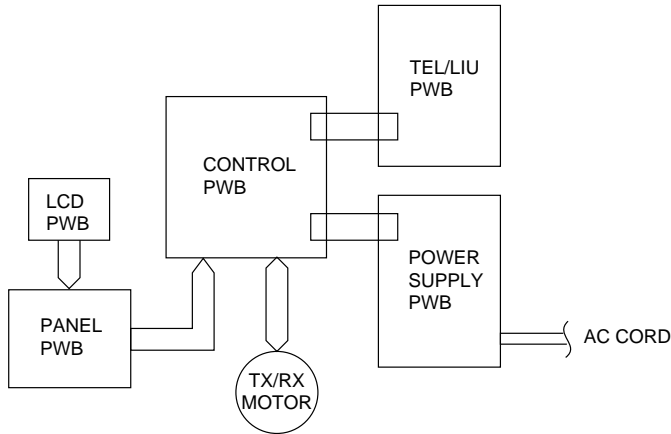 TEL/LIU
PWB
CONTROL
PWB
LCD
PWB
POWER
SUPPLY
PWB
PANEL
PWB
AC CORD
TX/RX
MOTOR